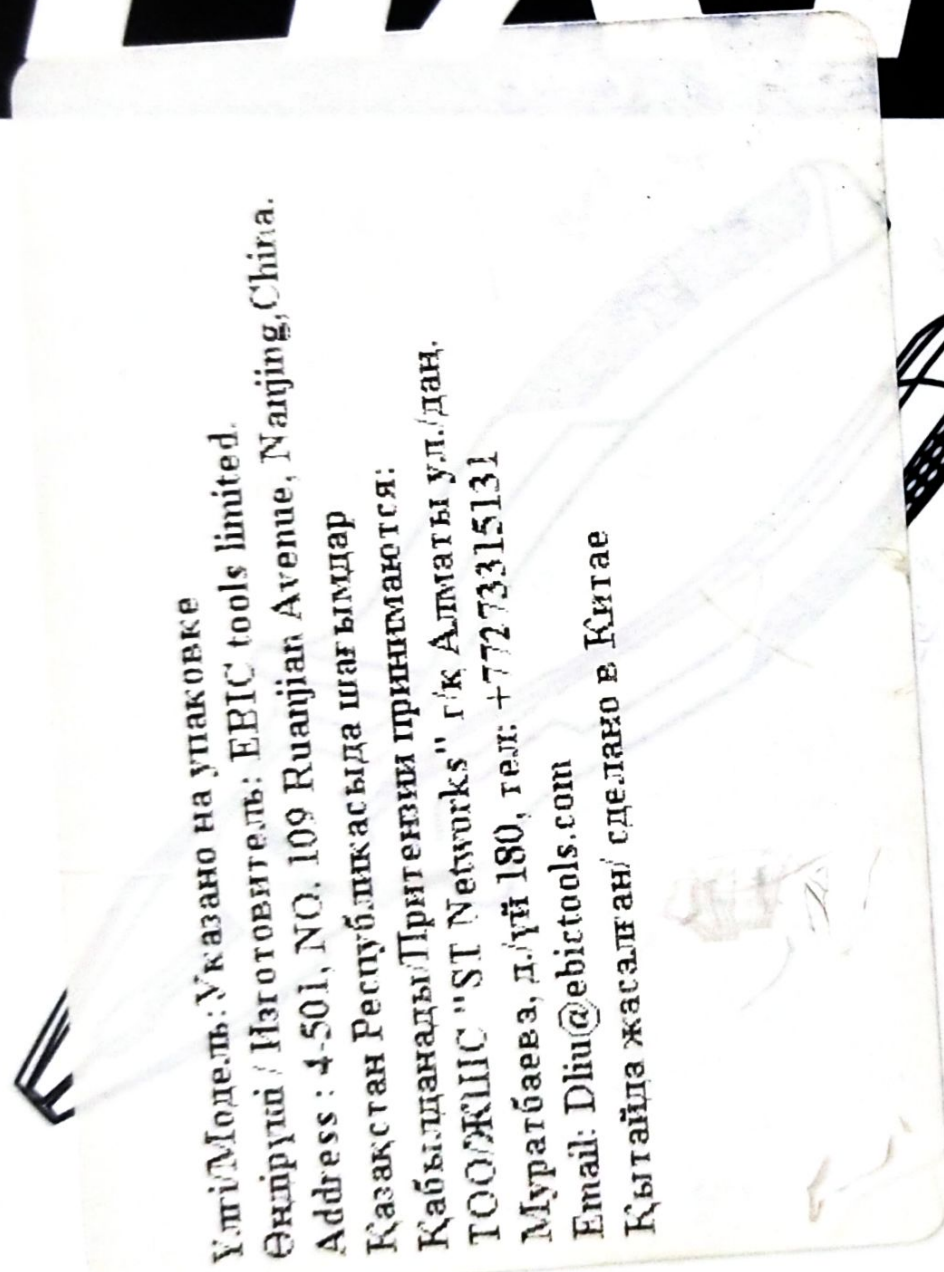 Үлгі/Модель: Указано на упаковке
Өндіруші / Изготовитель: EBIC tools limited.
Address : 4-501, NO, 109 Ruanjian Avenue, Nanjing,China.
Қазақстан Республикасыда шағымдар
Қабылданады/Притензии принимаются:
ТОО/ЖШС "ST Networks" г/қ Алматы ул./даң.
Муратбаева, д./үй 180, тел: +77273315131
Email: Dliu@ebictools.com
Қытайда жасалған/ сделано в Китае